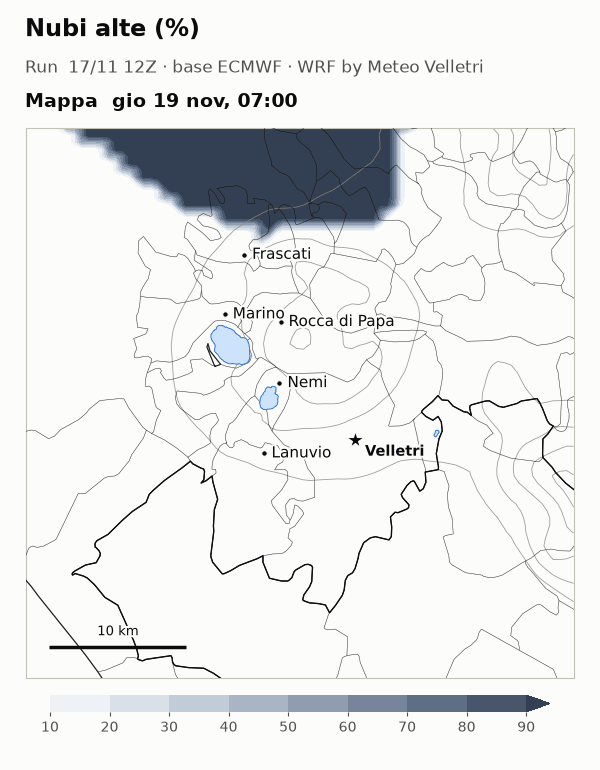 Nubi alte (%)
Run  17/11 12Z · base ECMWF · WRF by Meteo Velletri
Mappa  gio 19 nov, 07:00
Frascati
Marino
Rocca di Papa
Nemi
Velletri
Lanuvio
10 km
10 20 30 40 50 60 70 80 90